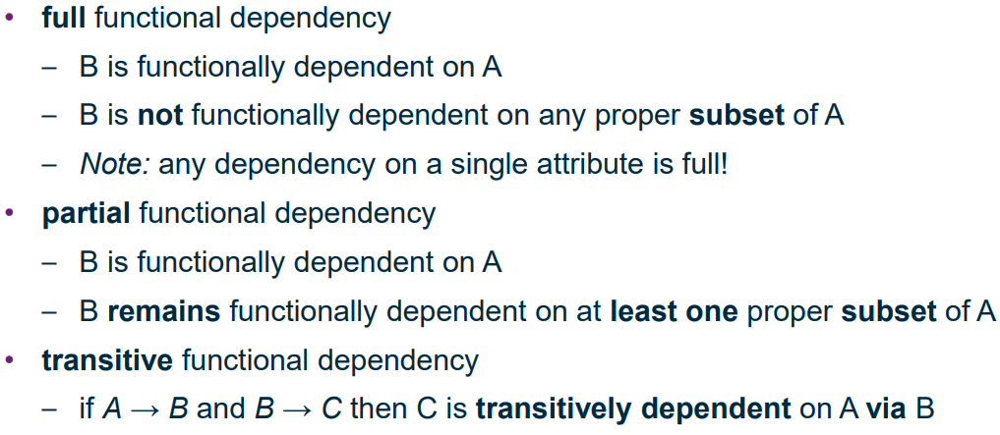 • full functional dependency
– B is functionally dependent on A
– B is not functionally dependent on any proper subset of A
– Note: any dependency on a single attribute is full!
• partial functional dependency
– B is functionally dependent on A
– B remains functionally dependent on at least one proper subset of A
• transitive functional dependency
– if A → B and B → C then C is transitively dependent on A via B